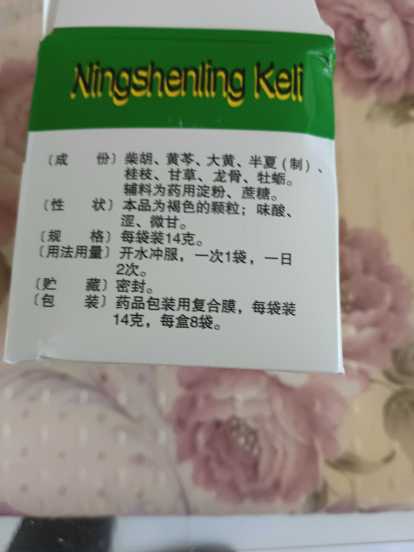 Ningshenling Keli
〔成 份〕柴胡、黄芩、大黄、半夏(制)、
桂枝、甘草、龙骨、牡蛎。
辅料为药用淀粉、蔗糖。
〔性 状〕本品为褐色的颗粒；味酸、
涩、微甘。
〔规 格〕每袋装14克。
〔用法用量〕开水冲服，一次1袋，一日
2次。
〔贮 藏〕密封。
〔包 装〕药品包装用复合膜，每袋装
14克，每盒8袋。